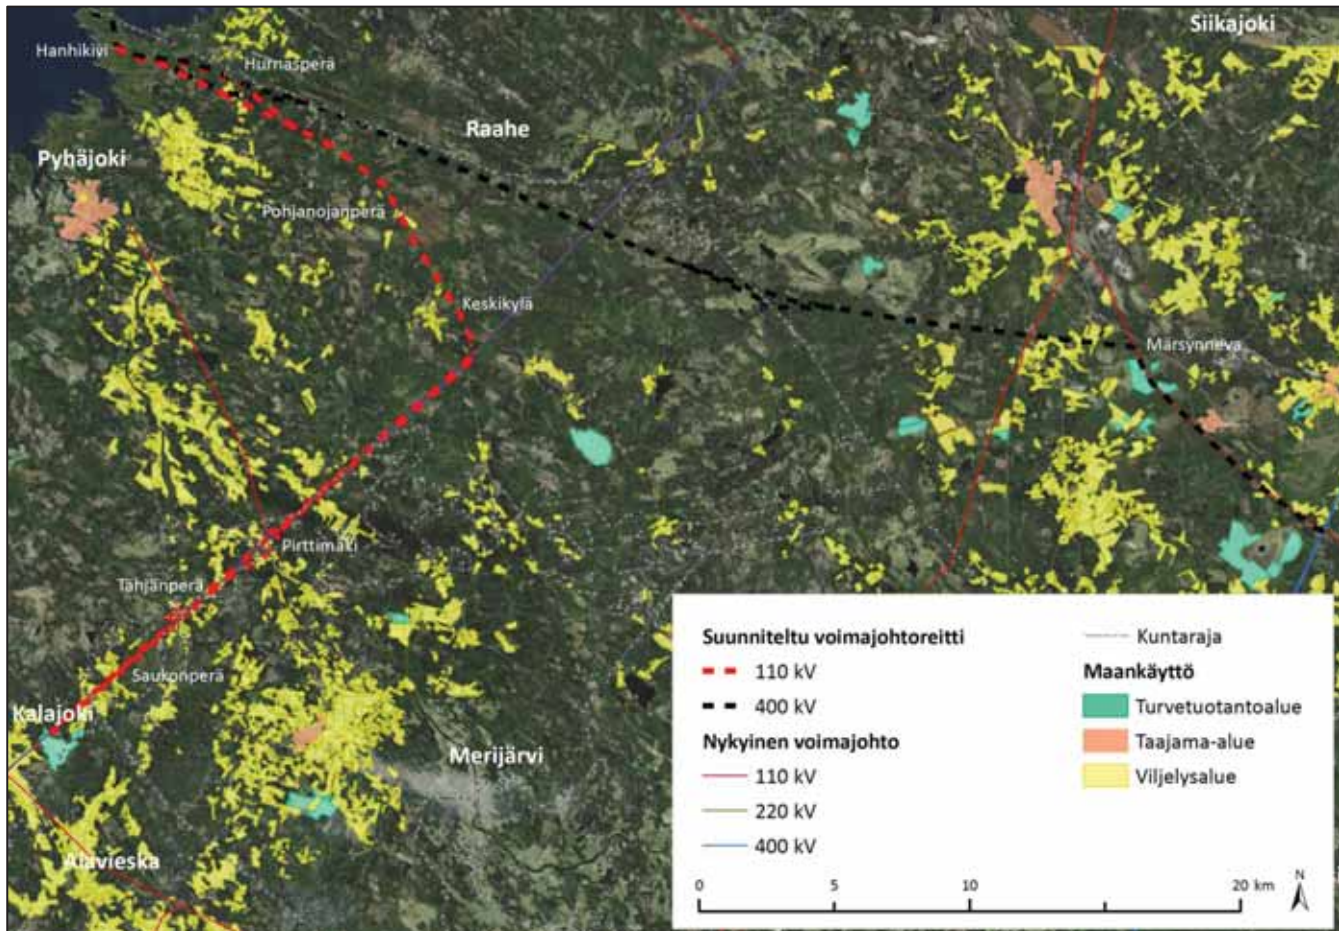 Siikajoki
Hanhikivi
Hurnasperä
Raahe
Pyhäjoki
Pohjanojanperä
Keskikylä
Märsynneva
Pirttimäki
Tähjänperä
Saukonperä
Kalajoki
Merijärvi
Alavieska
Suunniteltu voimajohtoreitti
110 kV
400 kV
Nykyinen voimajohto
110 kV
220 kV
400 kV
Kuntaraja
Maankäyttö
Turvetuotantoalue
Taajama-alue
Viljelysalue
0 5 10 20 km
N